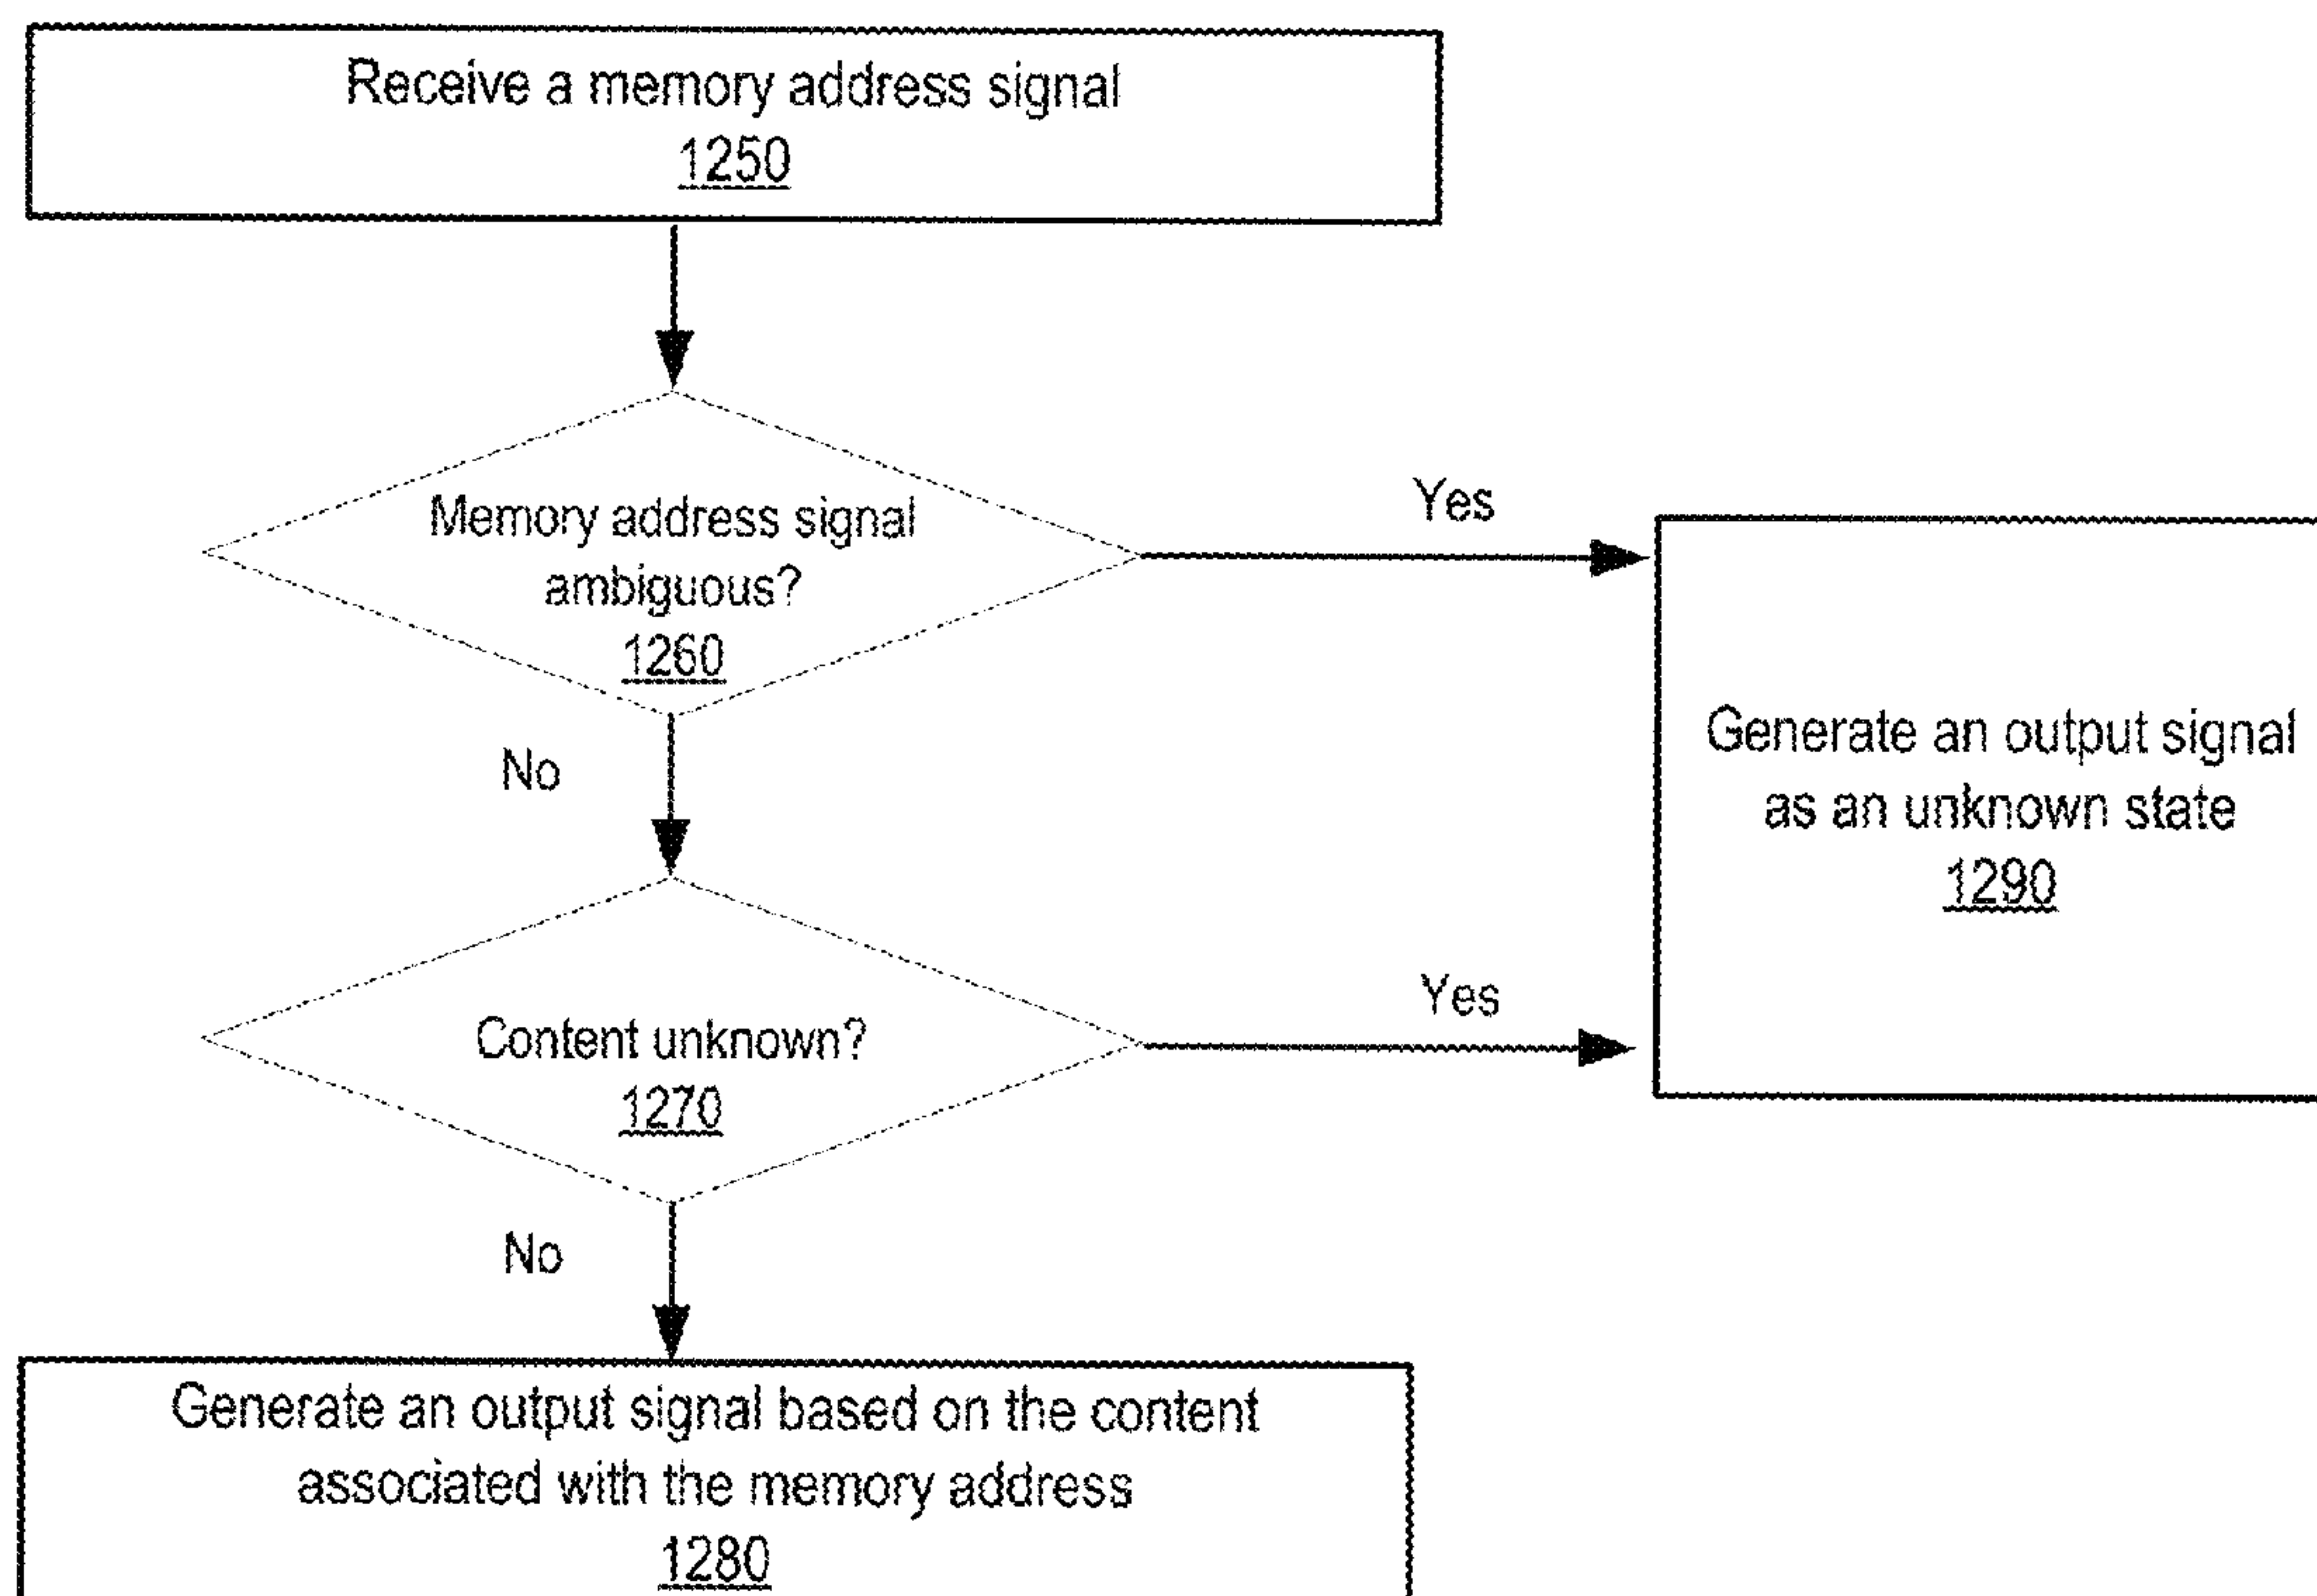 Receive a memory address signal
1250
Memory address signal
ambiguous?
1260
Yes
No
Generate an output signal
as an unknown state
1290
Content unknown?
1270
Yes
No
Generate an output signal based on the content
associated with the memory address
1280